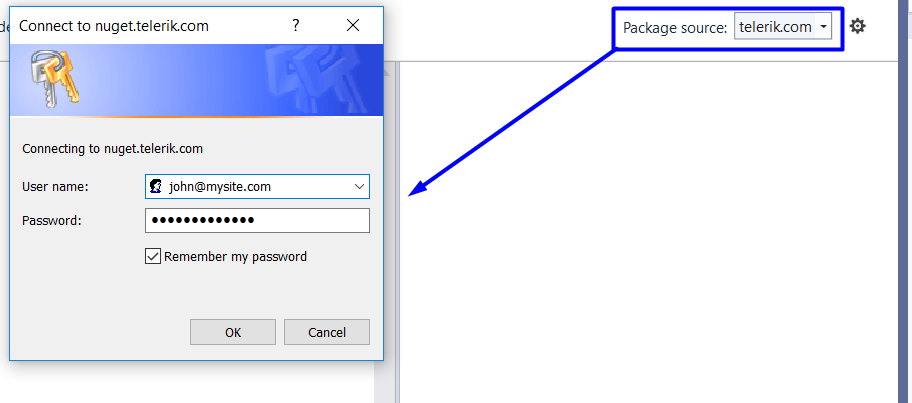 Connect to nuget.telerik.com
?
Package source: telerik.com
Connecting to nuget.telerik.com
User name: john@mysite.com
Password: •••••••••••••
Remember my password
OK Cancel